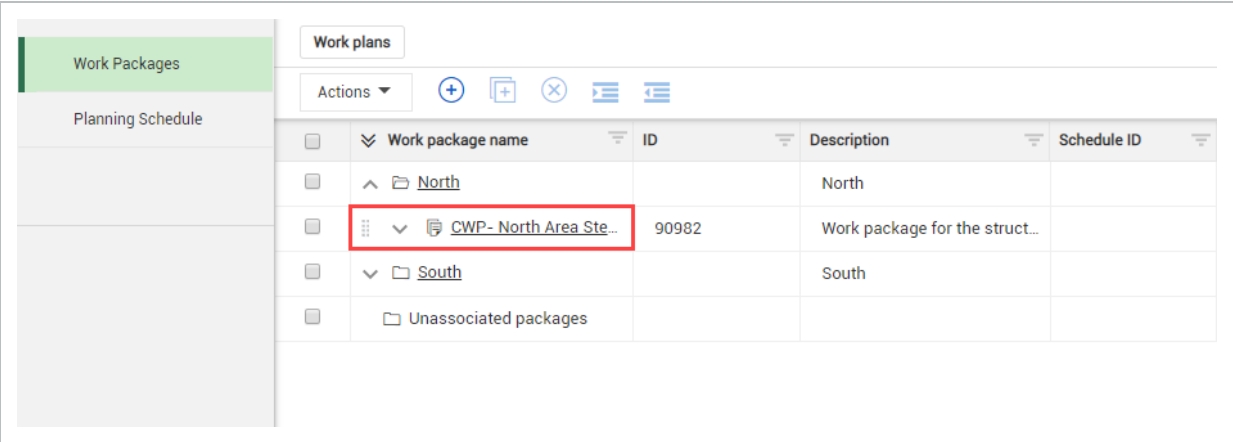 Work Packages
Planning Schedule
Work plans
Actions
Work package name ID Description Schedule ID
North North
CWP- North Area Ste... 90982 Work package for the struct...
South South
Unassociated packages